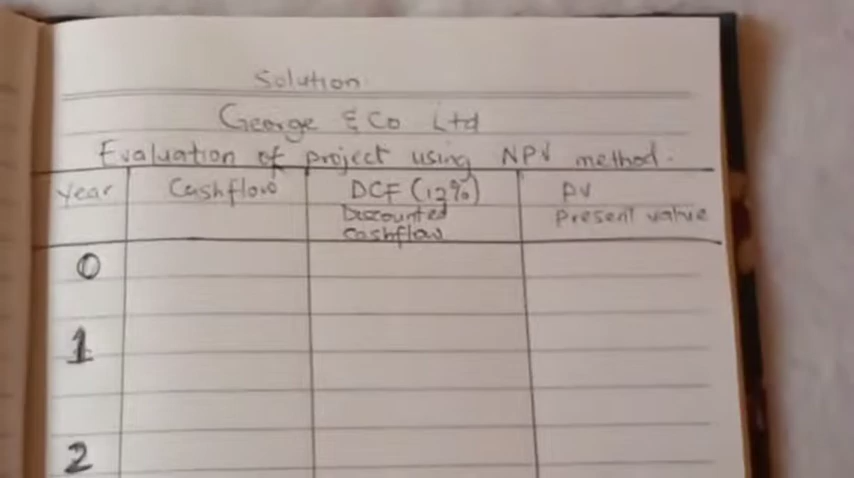 Solution
George & Co Ltd
Evaluation of project using NPV method.
Year Cashflow DCF (12%) PV
Discounted Present value
Cashflow
0
1
2